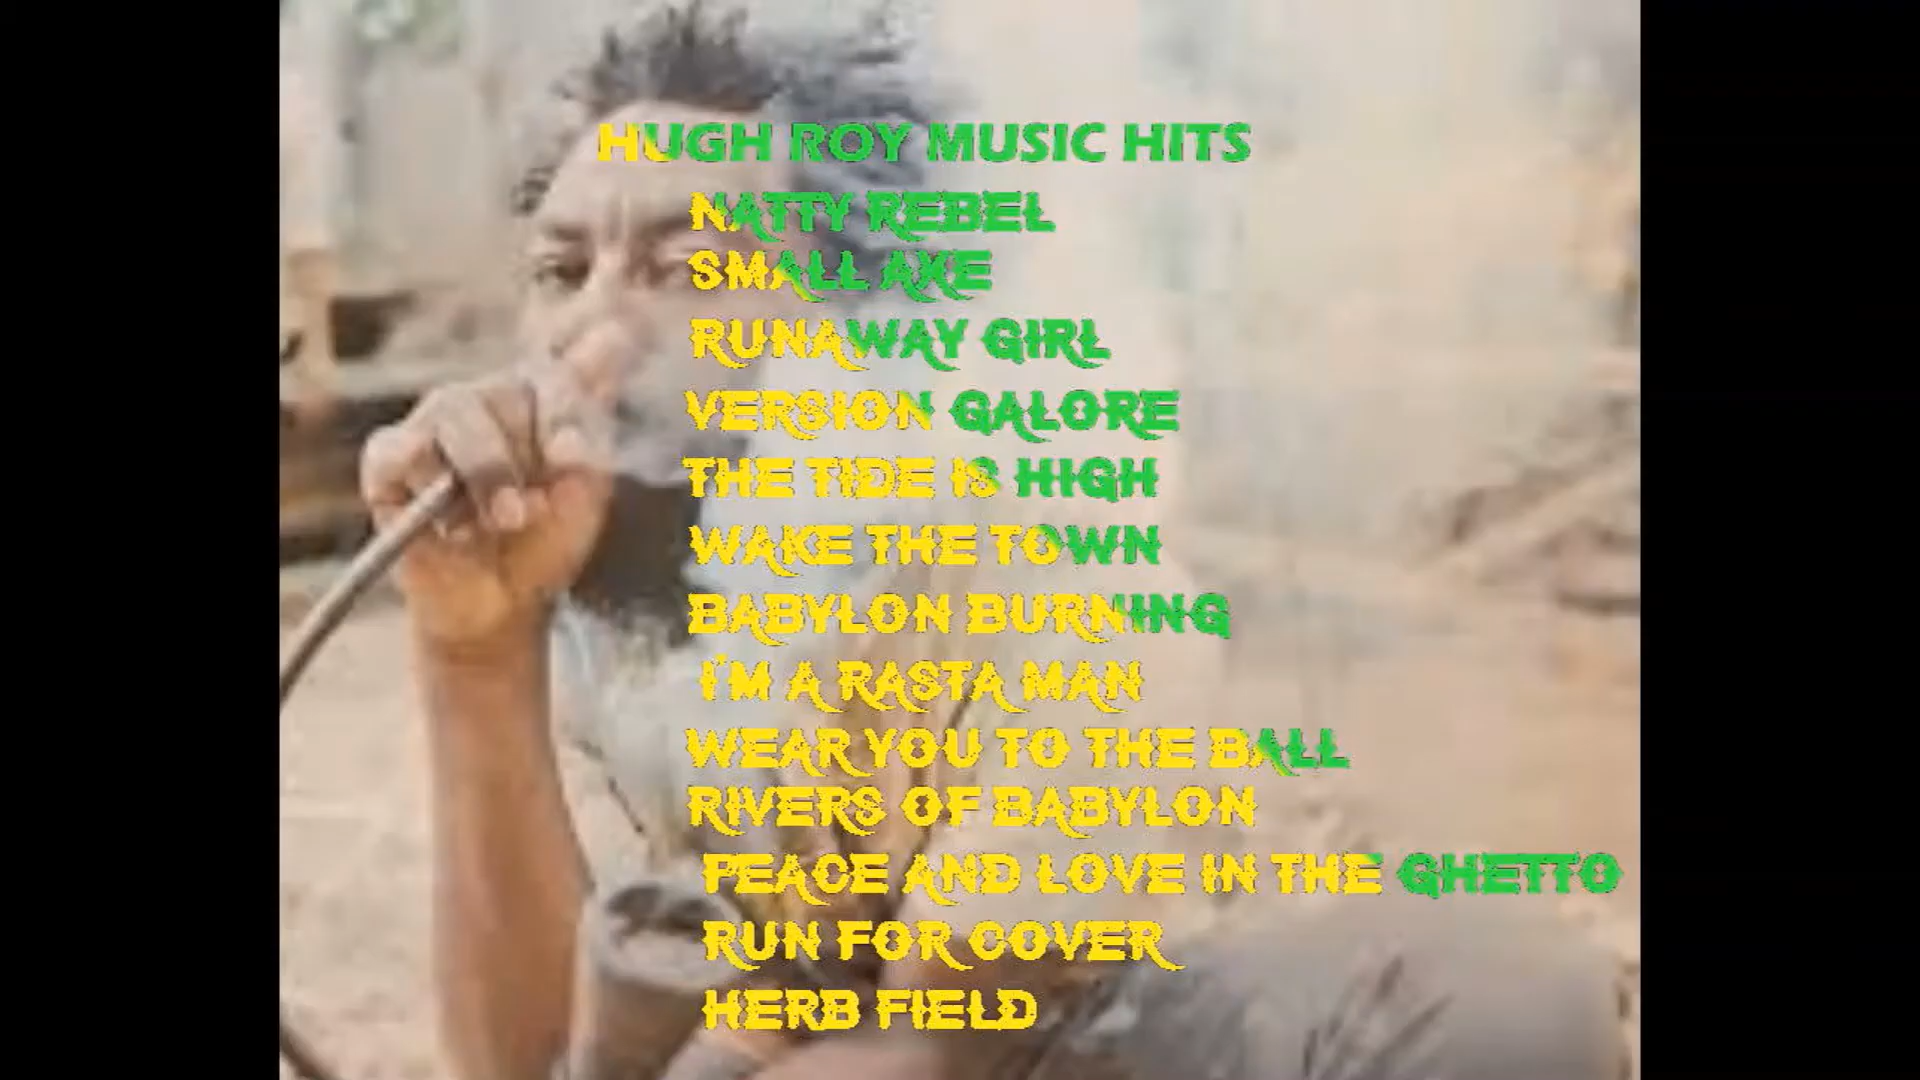 HUGH ROY MUSIC HITS
NATTY REBEL
SMALL AXE
RUNAWAY GIRL
VERSION GALORE
THE TIDE IS HIGH
WAKE THE TOWN
BABYLON BURNING
I'M A RASTA MAN
WEAR YOU TO THE BALL
RIVERS OF BABYLON
PEACE AND LOVE IN THE GHETTO
RUN FOR COVER
HERB FIELD